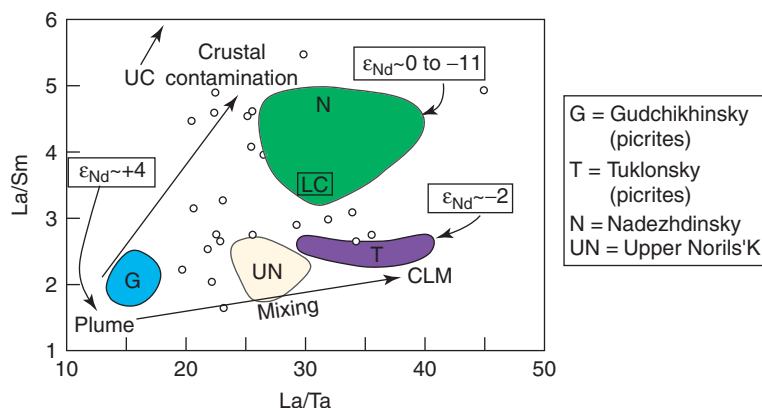 6
5
4
3
2
1
La/Sm
10
20
30
40
50
La/Ta
UC
Crustal
contamination
εNd~0 to −11
N
LC
εNd~+4
εNd~−2
G
UN
T
CLM
Plume
Mixing
G = Gudchikhinsky
(picrites)
T = Tuklonsky
(picrites)
N = Nadezhdinsky
UN = Upper Norils'K